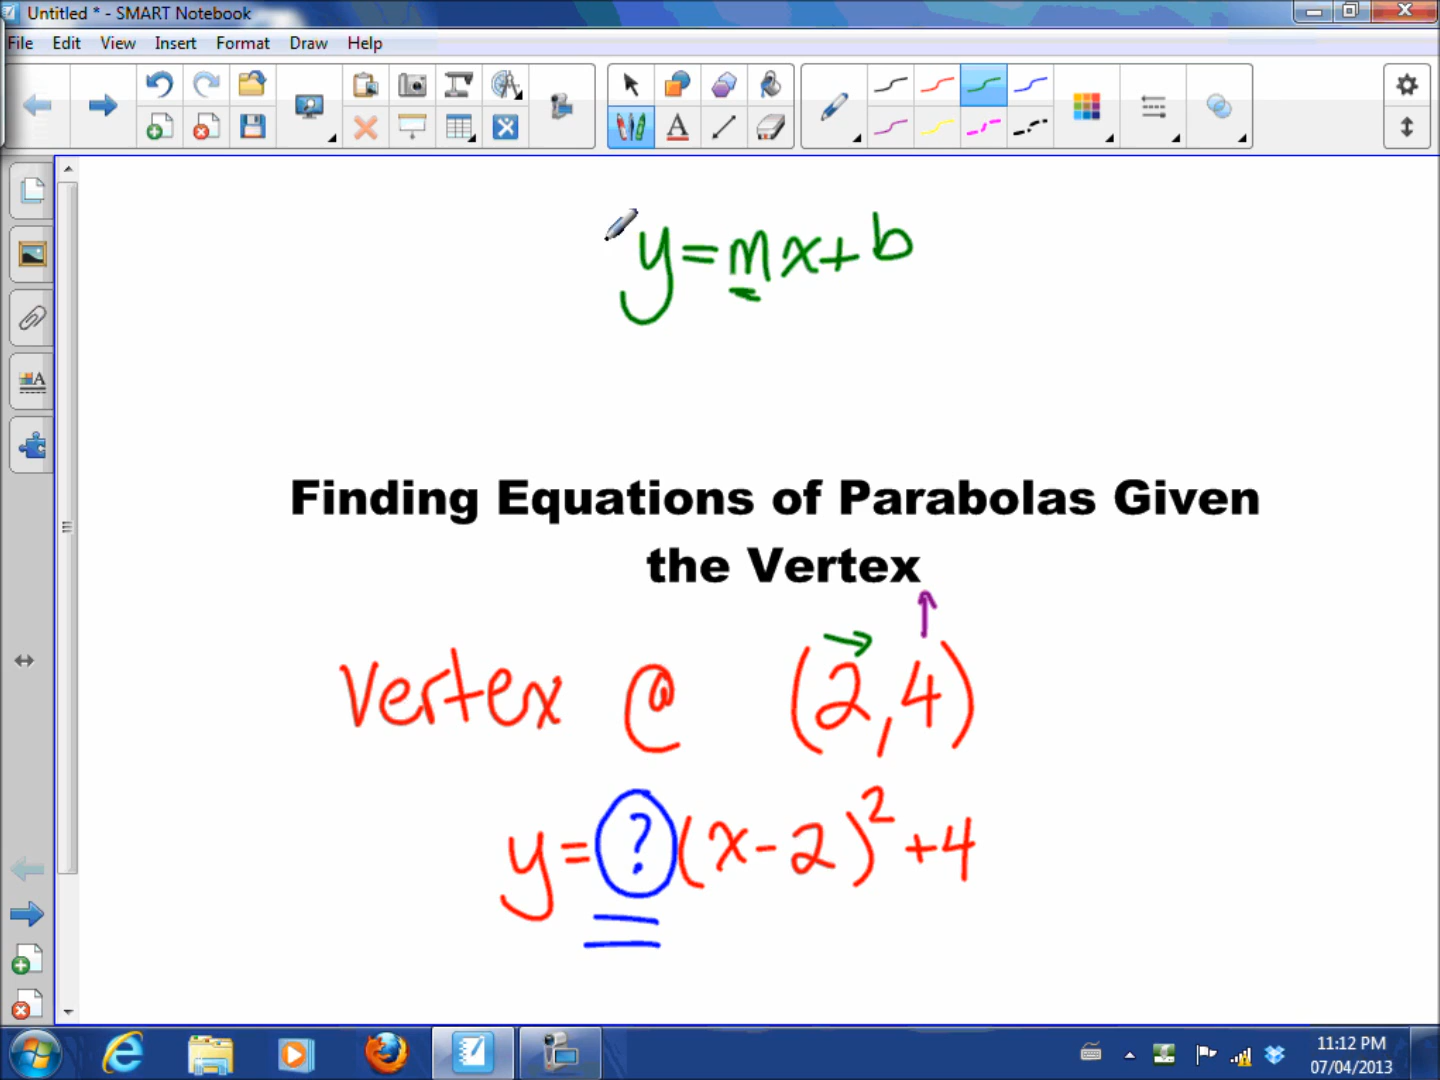 Untitled * - SMART Notebook
File Edit View Insert Format Draw Help
y=mx+b
Finding Equations of Parabolas Given
the Vertex
Vertex @ (2,4)
y=?(x-2)²+4
11:12 PM
07/04/2013